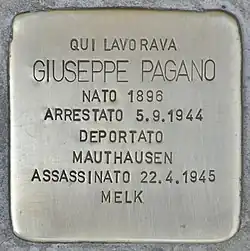 QUI LAVORAVA
GIUSEPPE PAGANO
NATO 1896
ARRESTATO 5.9.1944
DEPORTATO
MAUTHAUSEN
ASSASSINATO 22.4.1945
MELK